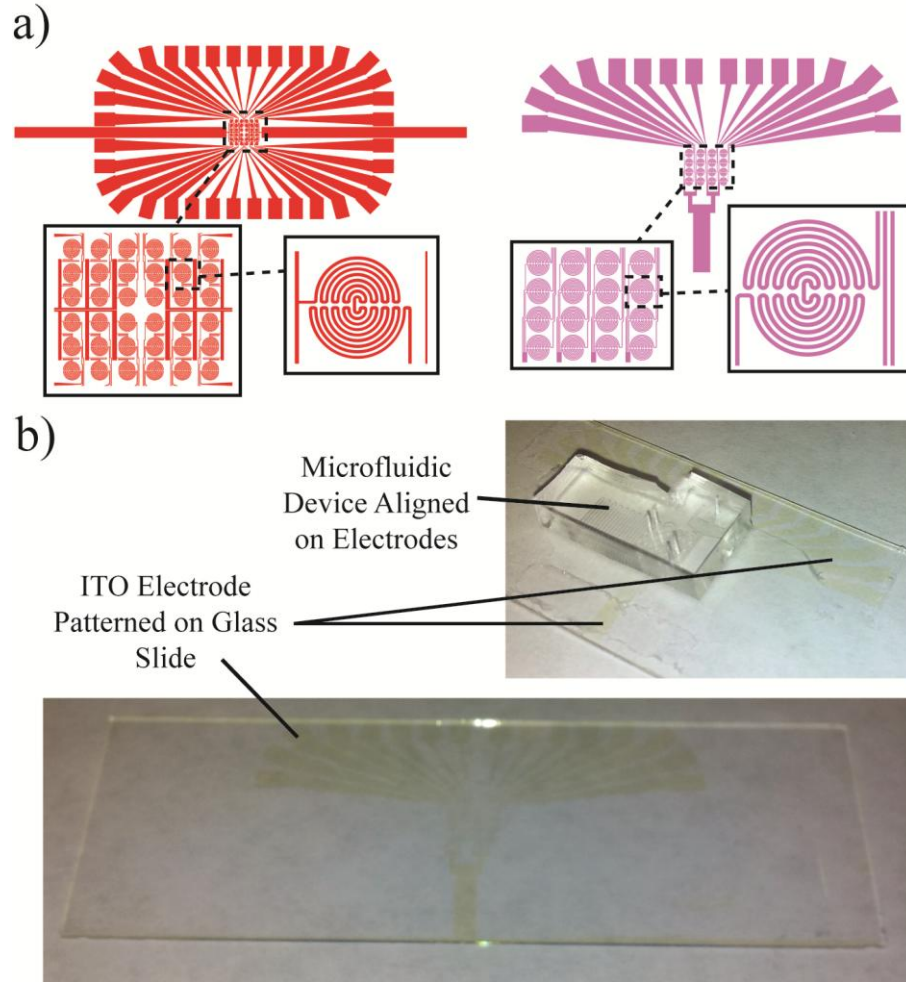 a)
b)
Microfluidic
Device Aligned
on Electrodes
ITO Electrode
Patterned on Glass
Slide